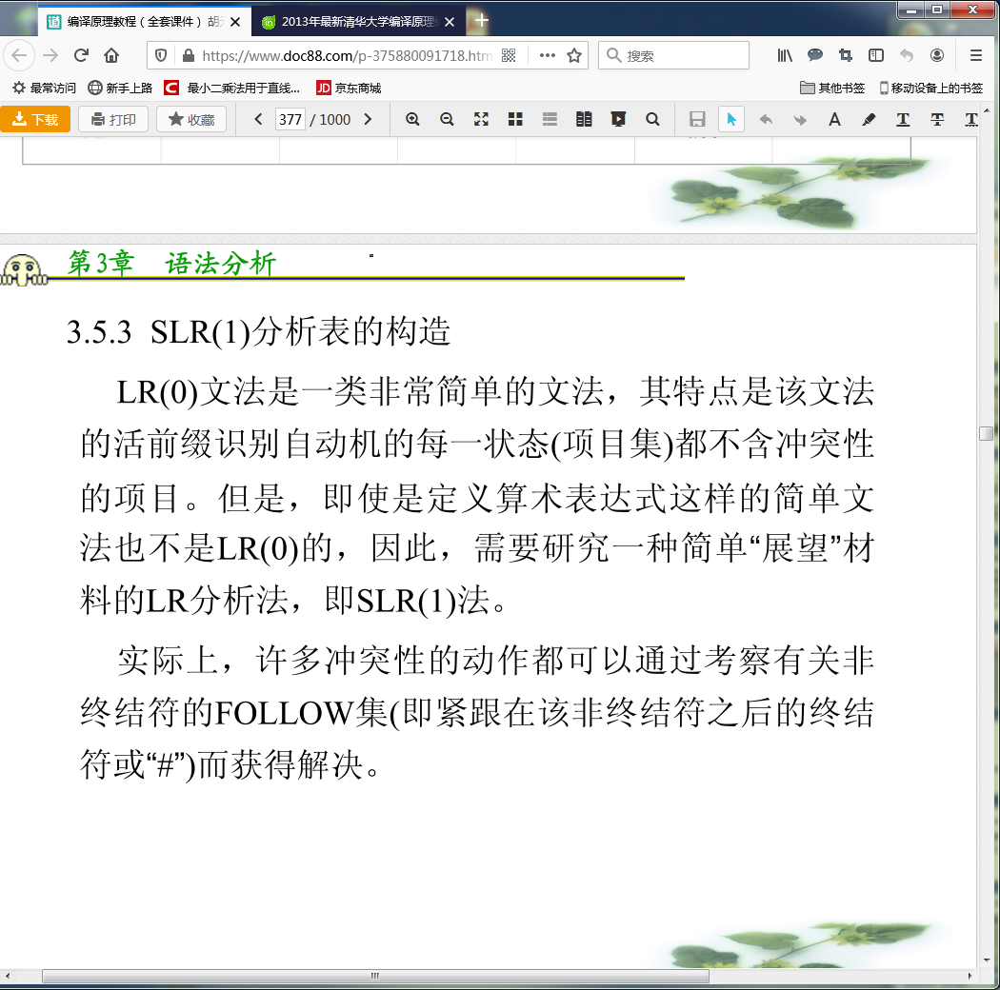 编译原理教程（全套课件）胡
2013年最新清华大学编译原理
https://www.doc88.com/p-375880091718.htm
搜索
最常访问
新手上路
C 最小二乘法用于直线...
JD 京东商城
其他书签
移动设备上的书签
下载
打印
收藏
377 / 1000
第3章 语法分析
3.5.3 SLR(1)分析表的构造
LR(0)文法是一类非常简单的文法，其特点是该文法
的活前缀识别自动机的每一状态(项目集)都不含冲突性
的项目。但是，即使是定义算术表达式这样的简单文
法也不是LR(0)的，因此，需要研究一种简单“展望”材
料的LR分析法，即SLR(1)法。
实际上，许多冲突性的动作都可以通过考察有关非
终结符的FOLLOW集(即紧跟在该非终结符之后的终结
符或“#”)而获得解决。